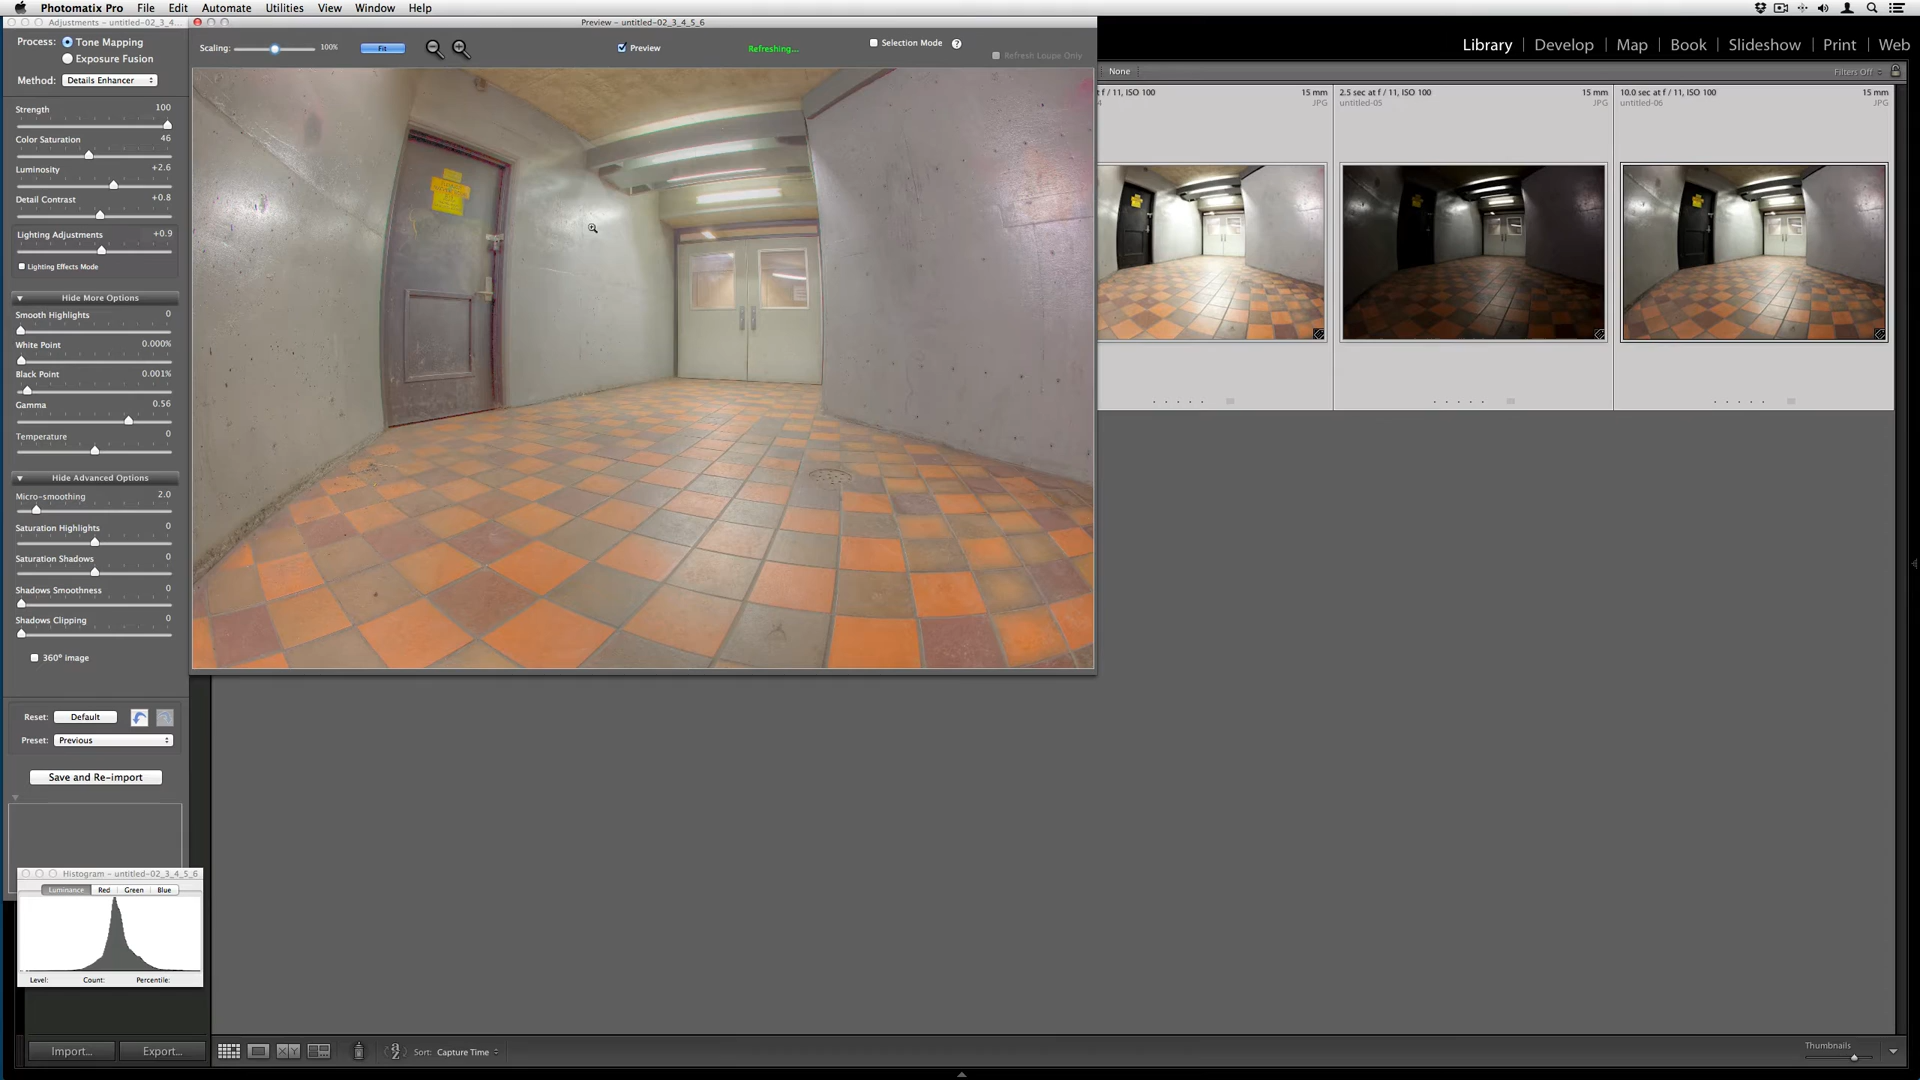 Photomatix Pro File Edit Automate Utilities View Window Help
Adjustments – untitled-02_3_4...
Preview – untitled-02_3_4_5_6
Process: Tone Mapping
Exposure Fusion
Method: Details Enhancer
Scaling: 100% Fit Preview Refreshing... Selection Mode ?
Refresh Loupe Only
Library Develop Map Book Slideshow Print Web
None Filters Off
Strength 100
Color Saturation 46
Luminosity +2.6
Detail Contrast +0.8
Lighting Adjustments +0.9
Lighting Effects Mode
Hide More Options
Smooth Highlights 0
White Point 0.000%
Black Point 0.001%
Gamma 0.56
Temperature 0
Hide Advanced Options
Micro-smoothing 2.0
Saturation Highlights 0
Saturation Shadows 0
Shadows Smoothness 0
Shadows Clipping 0
360° image
Reset: Default
Preset: Previous
Save and Re-import
f / 11, ISO 100 15 mm
4 JPG
2.5 sec at f / 11, ISO 100 15 mm
untitled-05 JPG
10.0 sec at f / 11, ISO 100 15 mm
untitled-06 JPG
Histogram – untitled-02_3_4_5_6
Luminance Red Green Blue
Level: Count: Percentile:
Import... Export...
XY Sort: Capture Time
Thumbnails